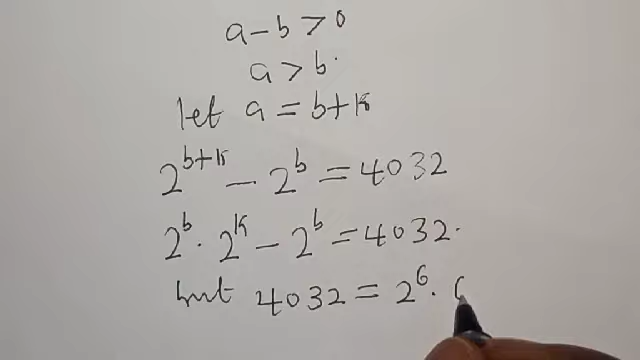 a - b > 0
a > b.
let a = b + k
2^{b+k} - 2^b = 4032
2^b · 2^k - 2^b = 4032.
but 4032 = 2^6 ·